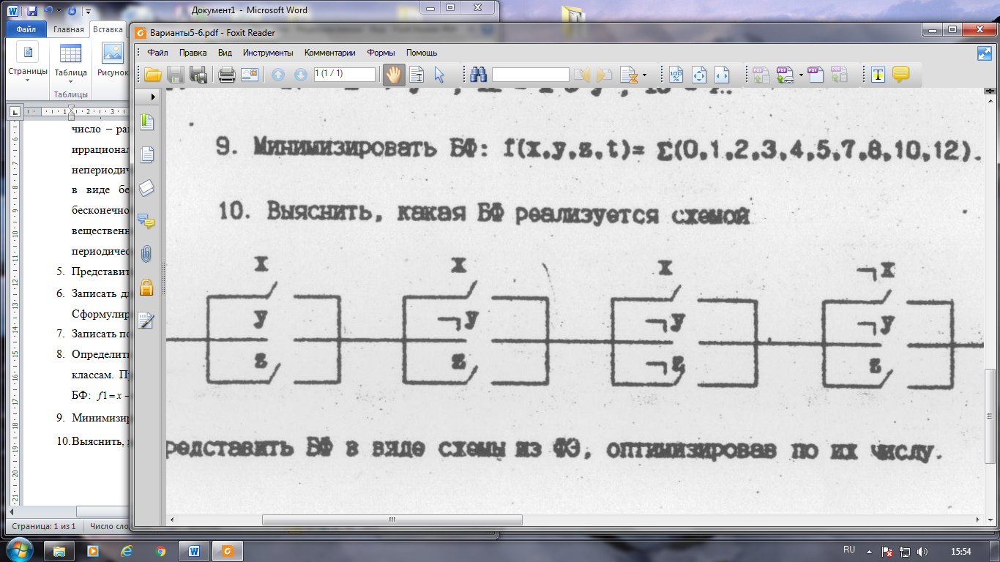 Документ1 - Microsoft Word
Файл Главная Вставка
Страницы Таблица Рисунок
Таблицы
число – ра
иррационал
непериодич
в виде бе
бесконечно
веществен
периодичес
5. Представит
6. Записать дл
Сформулир
7. Записать по
8. Определить
классам. П
БФ: f1=x
9. Минимизир
10. Выяснить,
Страница: 1 из 1 Число сло
Варианты5-6.pdf - Foxit Reader
Файл Правка Вид Инструменты Комментарии Формы Помощь
1 (1 / 1)
9. Минимизировать БФ: f(x,y,z,t)= Σ(0,1,2,3,4,5,7,8,10,12).
10. Выяснить, какая БФ реализуется схемой
x x x ¬x
y ¬y ¬y ¬y
z z ¬z z
редставить БФ в виде схемы из ФЭ, оптимизировав по их числу.
RU 15:54